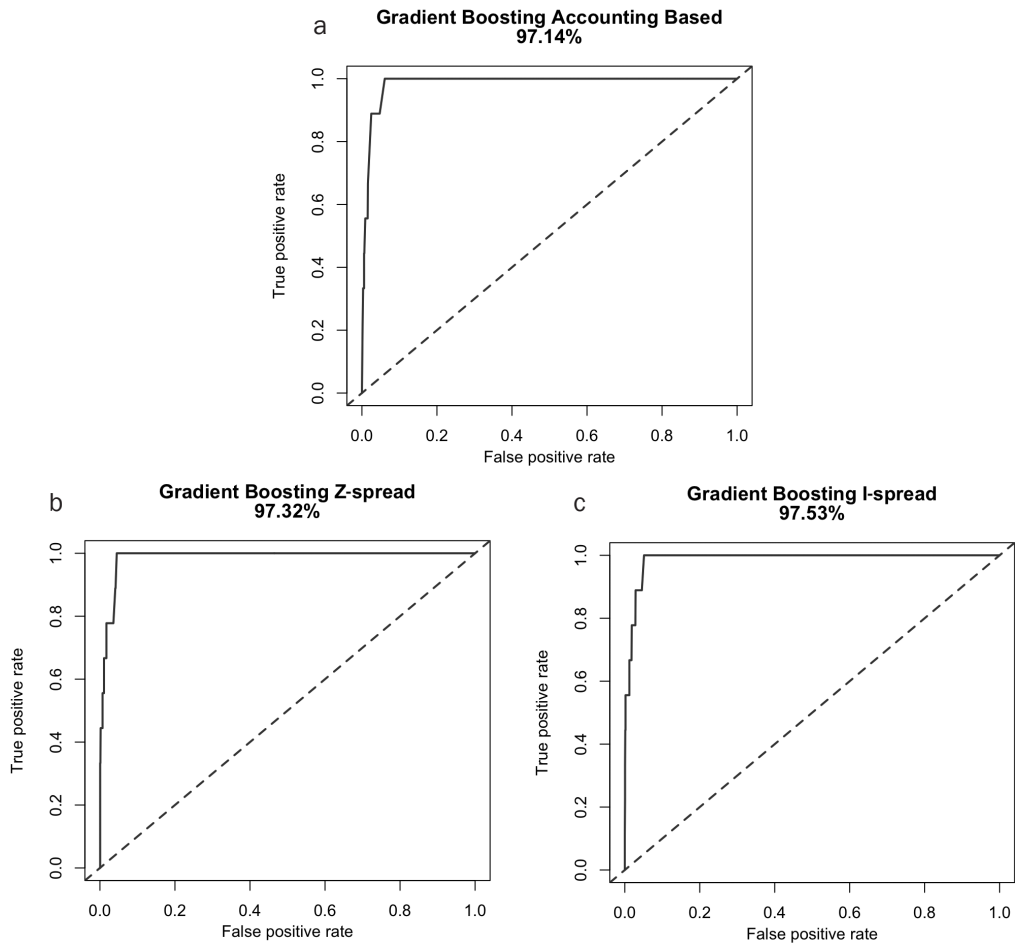 a
Gradient Boosting Accounting Based
97.14%
1.0
0.8
0.6
0.4
0.2
0.0
True positive rate
0.0 0.2 0.4 0.6 0.8 1.0
False positive rate
b
Gradient Boosting Z-spread
97.32%
1.0
0.8
0.6
0.4
0.2
0.0
True positive rate
0.0 0.2 0.4 0.6 0.8 1.0
False positive rate
c
Gradient Boosting I-spread
97.53%
1.0
0.8
0.6
0.4
0.2
0.0
True positive rate
0.0 0.2 0.4 0.6 0.8 1.0
False positive rate